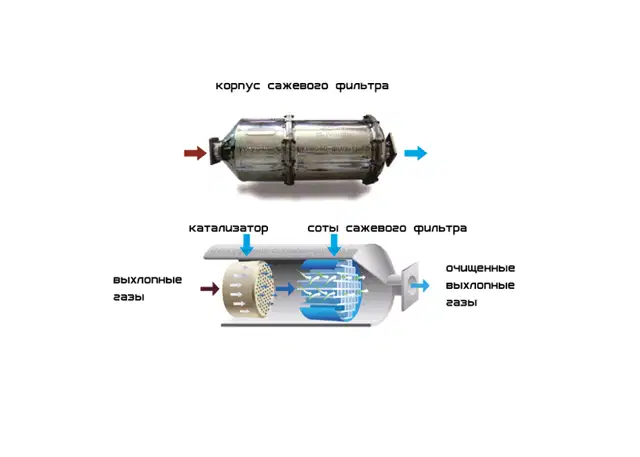 корпус сажевого фильтра
катализатор
соты сажевого фильтра
выхлопные
газы
очищенные
выхлопные
газы